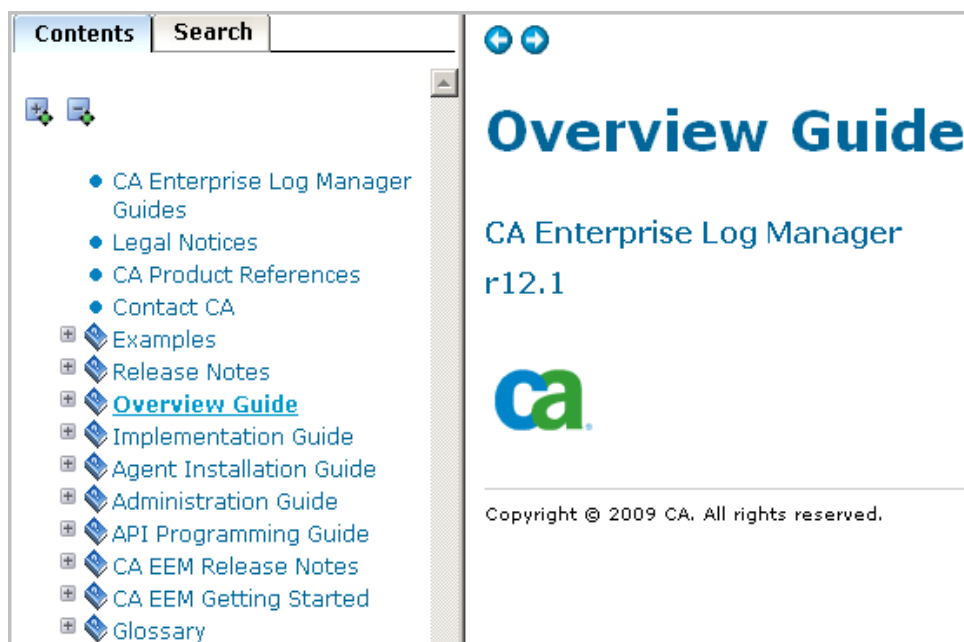 Contents
Search
CA Enterprise Log Manager
Guides
Legal Notices
CA Product References
Contact CA
Examples
Release Notes
Overview Guide
Implementation Guide
Agent Installation Guide
Administration Guide
API Programming Guide
CA EEM Release Notes
CA EEM Getting Started
Glossary
Overview Guide
CA Enterprise Log Manager
r12.1
ca
Copyright © 2009 CA. All rights reserved.